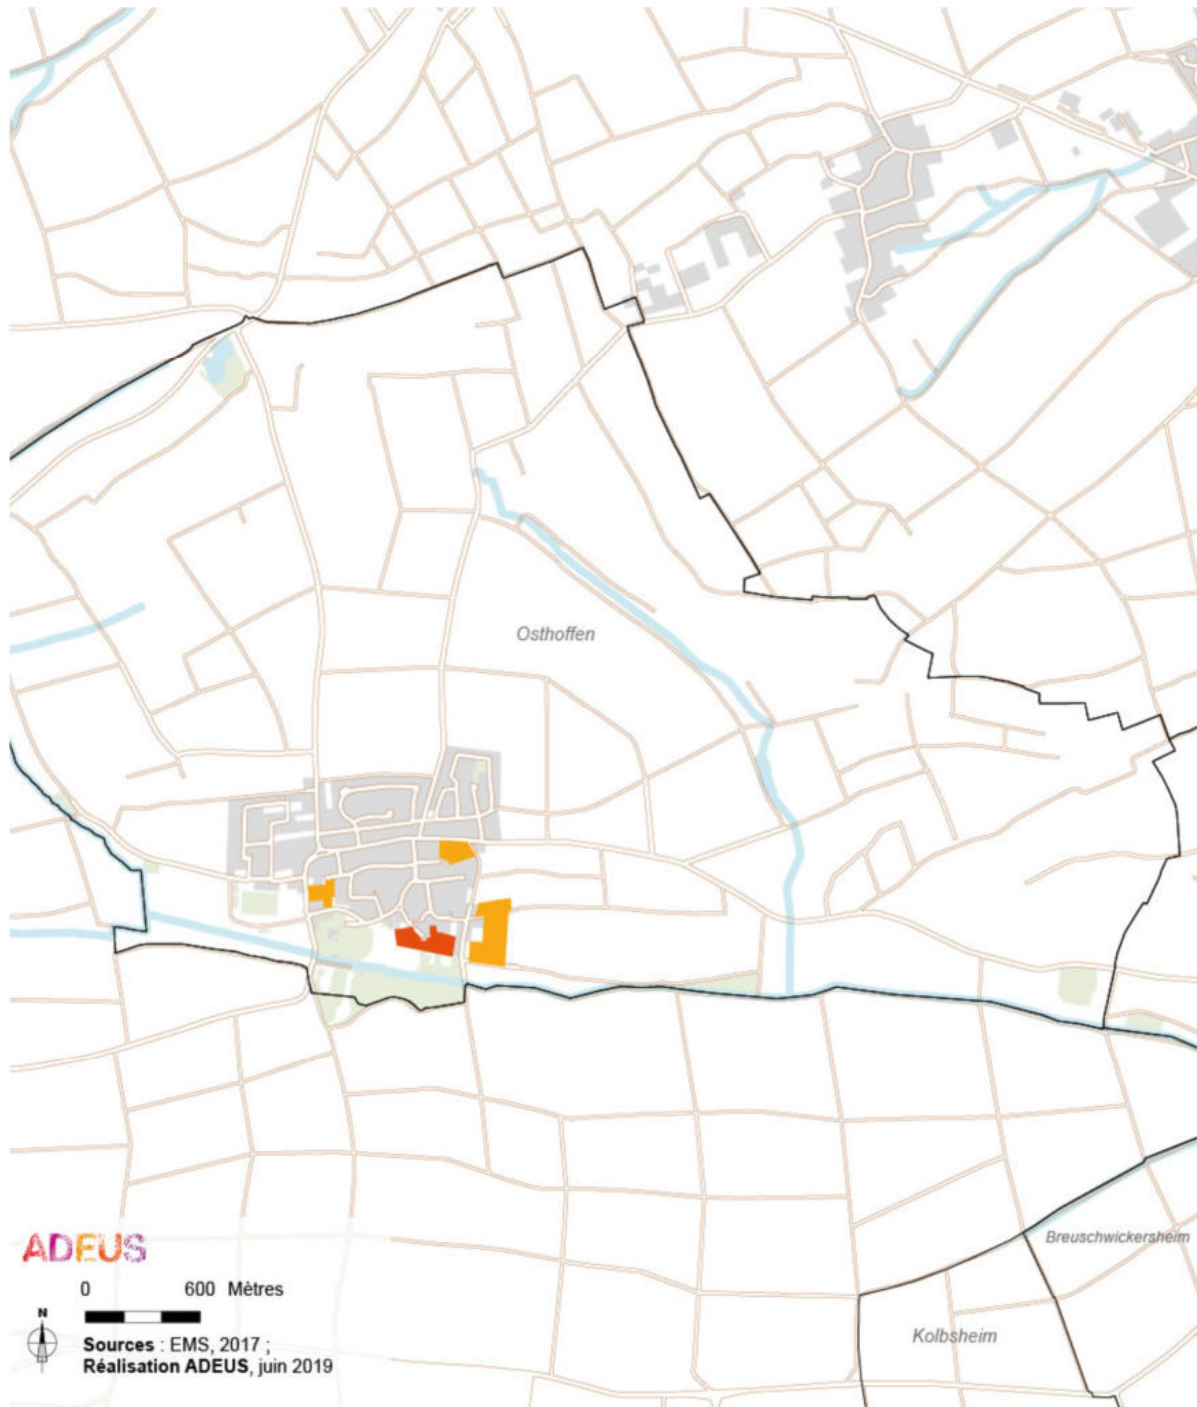 Osthoffen
Breuschwickersheim
Kolbsheim
ADEUS
0 600 Mètres
N
Sources : EMS, 2017 ;
Réalisation ADEUS, juin 2019